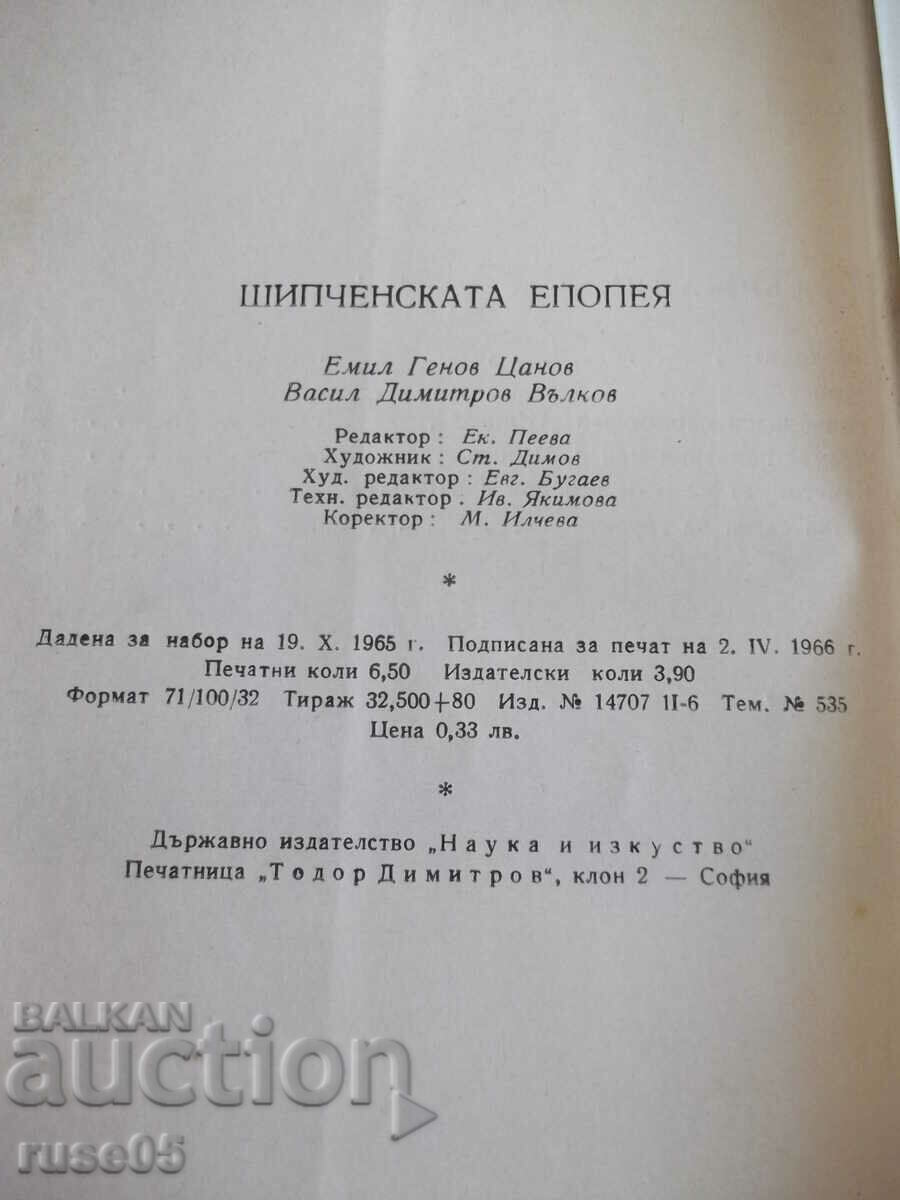 ШИПЧЕНСКАТА ЕПОПЕЯ
Емил Генов Цанов
Васил Димитров Вълков
Редактор: Ек. Пеева
Художник: Ст. Димов
Худ. редактор: Евг. Бугаев
Техн. редактор. Ив. Якимова
Коректор: М. Илчева
*
Дадена за набор на 19. X. 1965 г. Подписана за печат на 2. IV. 1966 г.
Печатни коли 6,50 Издателски коли 3,90
Формат 71/100/32 Тираж 32,500+80 Изд. № 14707 II-6 Тем. № 535
Цена 0,33 лв.
*
Държавно издателство „Наука и изкуство“
Печатница „Тодор Димитров“, клон 2 — София
BALKAN
auction
ruse05